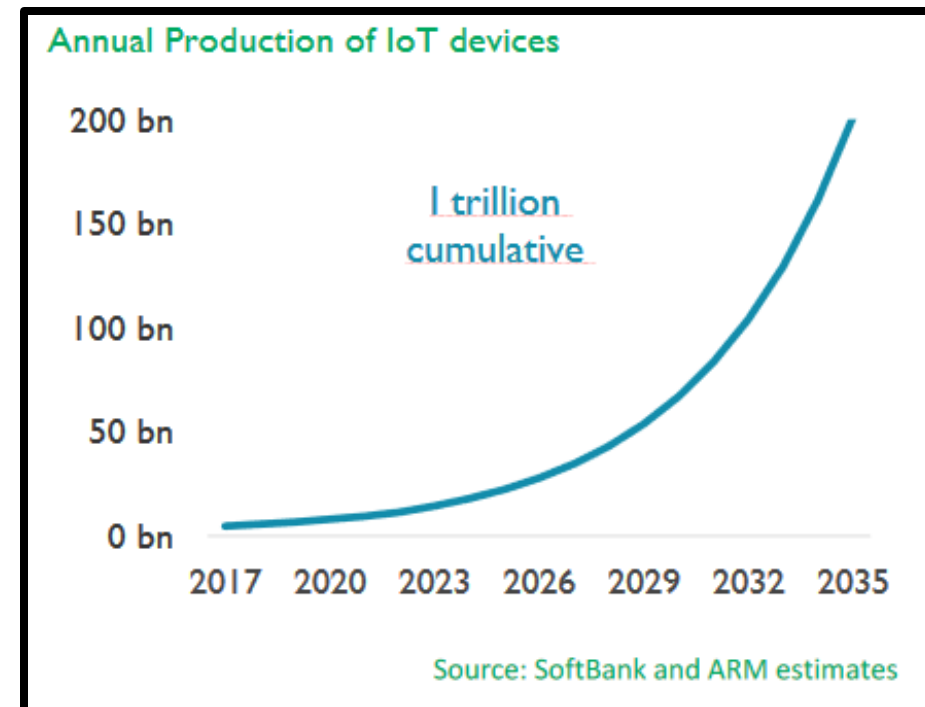 Annual Production of IoT devices
200 bn
150 bn
100 bn
50 bn
0 bn
1 trillion
cumulative
2017 2020 2023 2026 2029 2032 2035
Source: SoftBank and ARM estimates